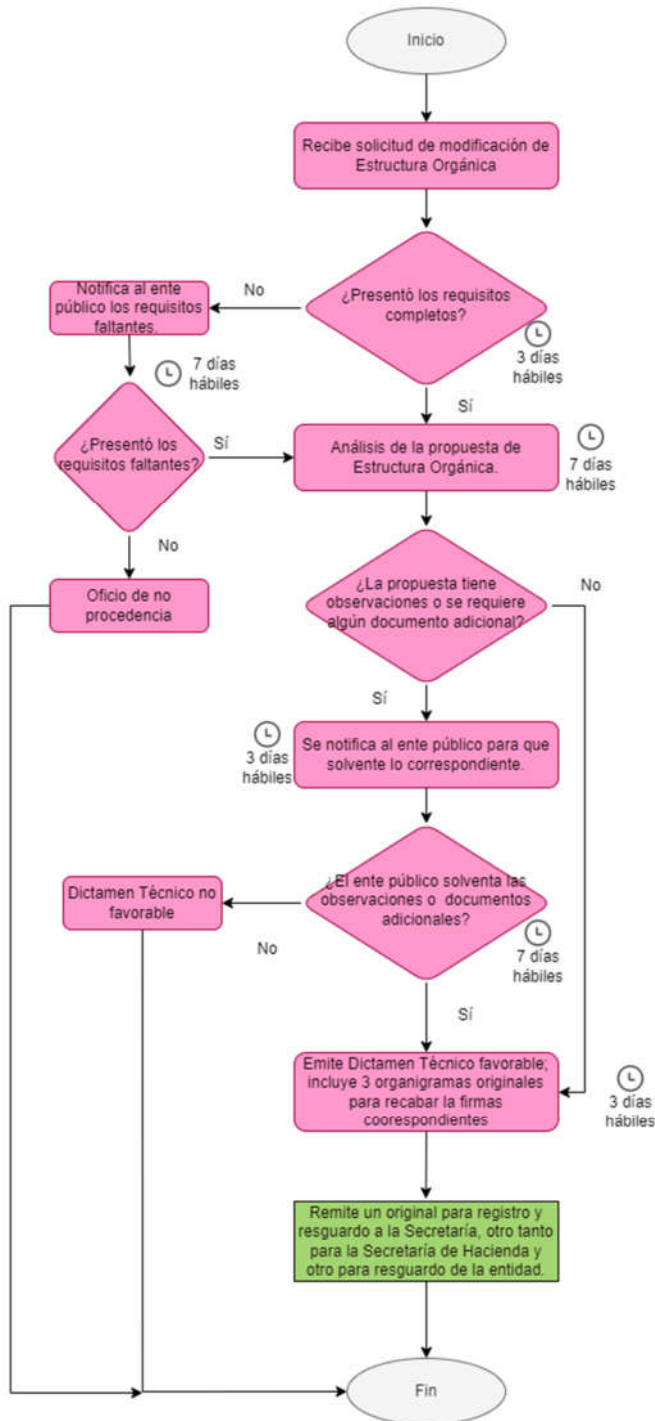 Inicio
Recibe solicitud de modificación de
Estructura Orgánica
¿Presentó los requisitos
completos?
3 días
hábiles
No
Notifica al ente
público los requisitos
faltantes.
7 días
hábiles
¿Presentó los
requisitos faltantes?
Sí
Sí
Análisis de la propuesta de
Estructura Orgánica.
7 días
hábiles
No
Oficio de no
procedencia
¿La propuesta tiene
observaciones o se requiere
algún documento adicional?
No
Sí
3 días
hábiles
Se notifica al ente público para que
solvente lo correspondiente.
¿El ente público solventa las
observaciones o documentos
adicionales?
7 días
hábiles
No
Dictamen Técnico no
favorable
Sí
Emite Dictamen Técnico favorable;
incluye 3 organigramas originales
para recabar la firmas
coorespondientes
3 días
hábiles
Remite un original para registro y
resguardo a la Secretaría, otro tanto
para la Secretaría de Hacienda y
otro para resguardo de la entidad.
Fin